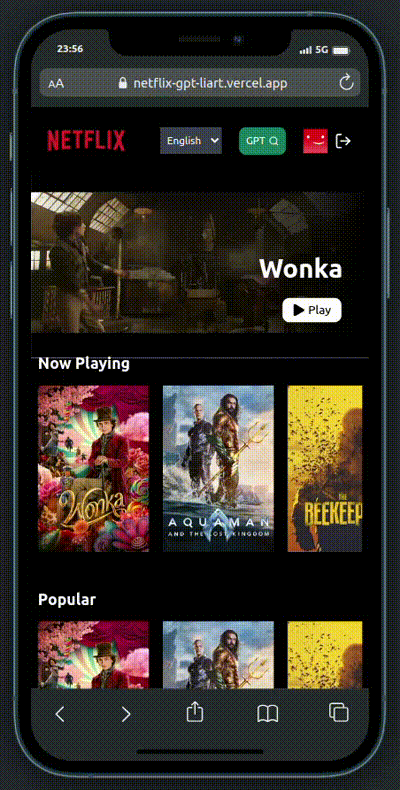 23:56
5G
AA netflix-gpt-liart.vercel.app
NETFLIX English GPT
Wonka
Play
Now Playing
Wonka
AQUAMAN
AND THE LOST KINGDOM
THE
BEEKEEP
Popular